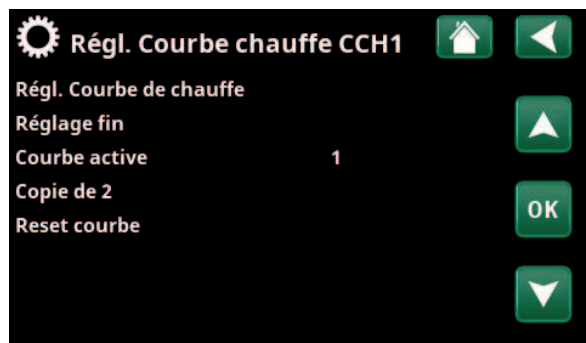 Régl. Courbe chauffe CCH1
Régl. Courbe de chauffe
Réglage fin
Courbe active 1
Copie de 2
OK
Reset courbe